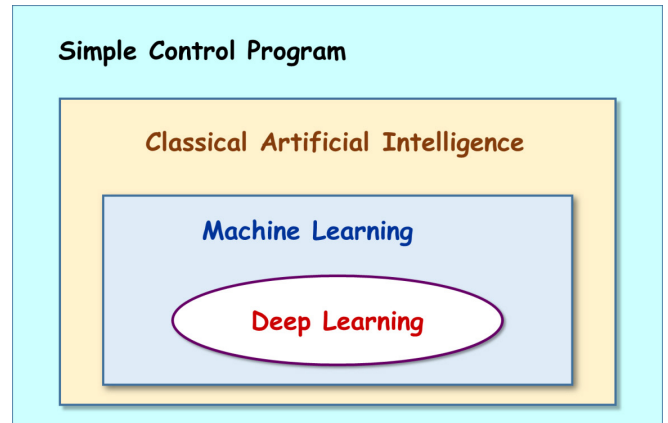 Simple Control Program
Classical Artificial Intelligence
Machine Learning
Deep Learning